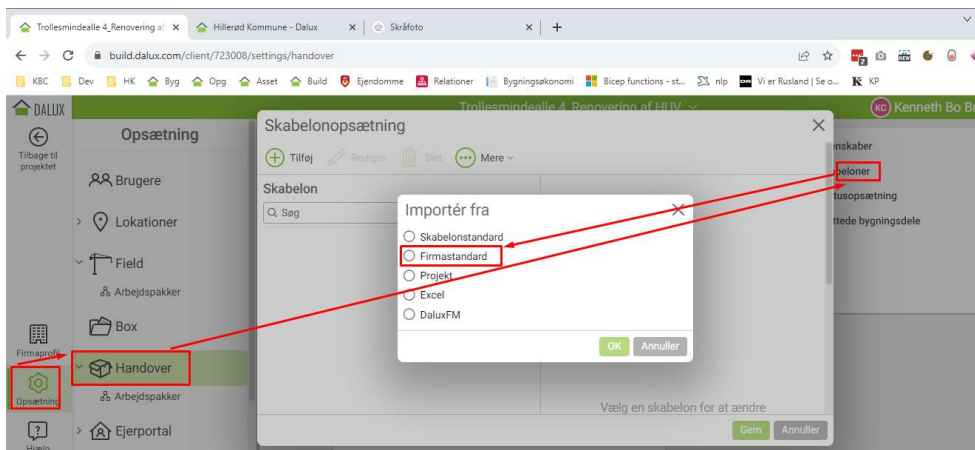 Trollesmindealle 4_Renovering af
Hillerød Kommune - Dalux
Skråfoto
build.dalux.com/client/723008/settings/handover
2
KBC Dev HK Byg Opg Asset Build Ejendomme Relationer Bygningsøkonomi Bicep functions - st... nlp Vi er Rusland | Se o... KP
DALUX
Trollesmindealle 4_Renovering af HUV
KC Kenneth Bo B
Tilbage til
projektet
Firmaprofil
Opsætning
Hjælp
Opsætning
Brugere
Lokationer
Field
Arbejdspakker
Box
Handover
Arbejdspakker
Ejerportal
Skabelonopsætning
Tilføj Rediger Slet Mere
Skabelon
Søg
Importér fra
Skabelonstandard
Firmastandard
Projekt
Excel
DaluxFM
OK Annuller
Vælg en skabelon for at ændre
Gem Annuller
enskaber
beloner
tusopsætning
ttede bygningsdele